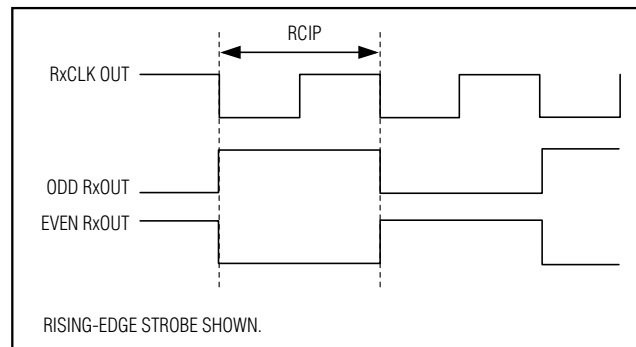 RCIP
RxCLK OUT
ODD RxOUT
EVEN RxOUT
RISING-EDGE STROBE SHOWN.